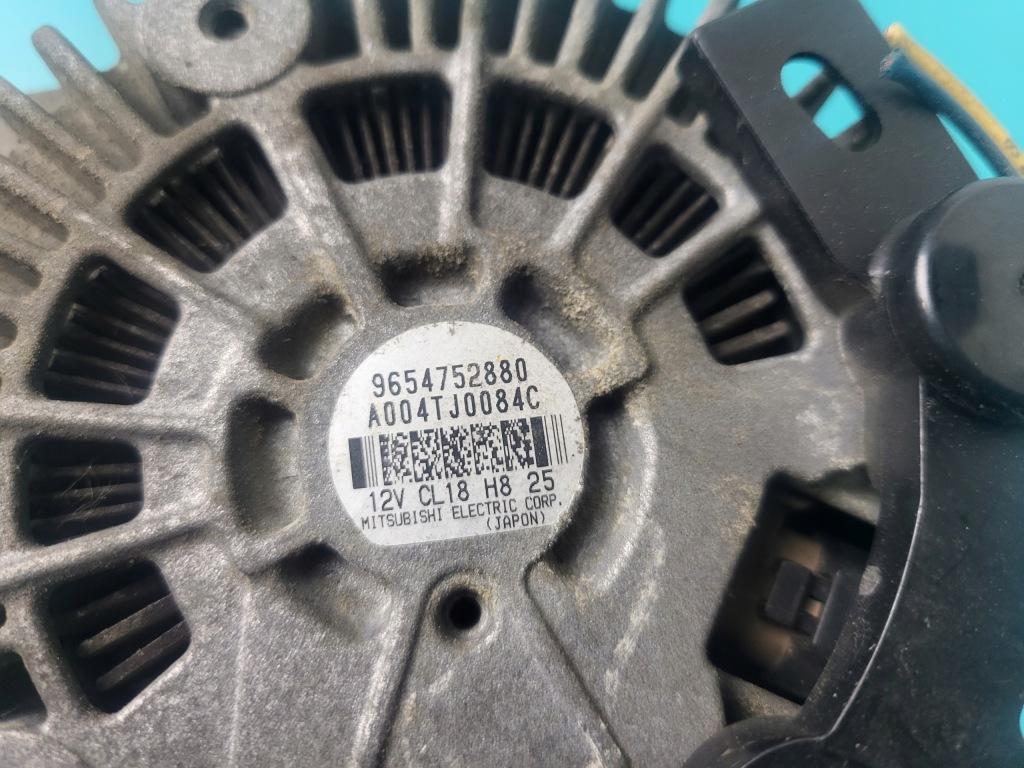 9654752880
A004TJ0084C
12V CL18 H8 25
MITSUBISHI ELECTRIC CORP.
(JAPON)